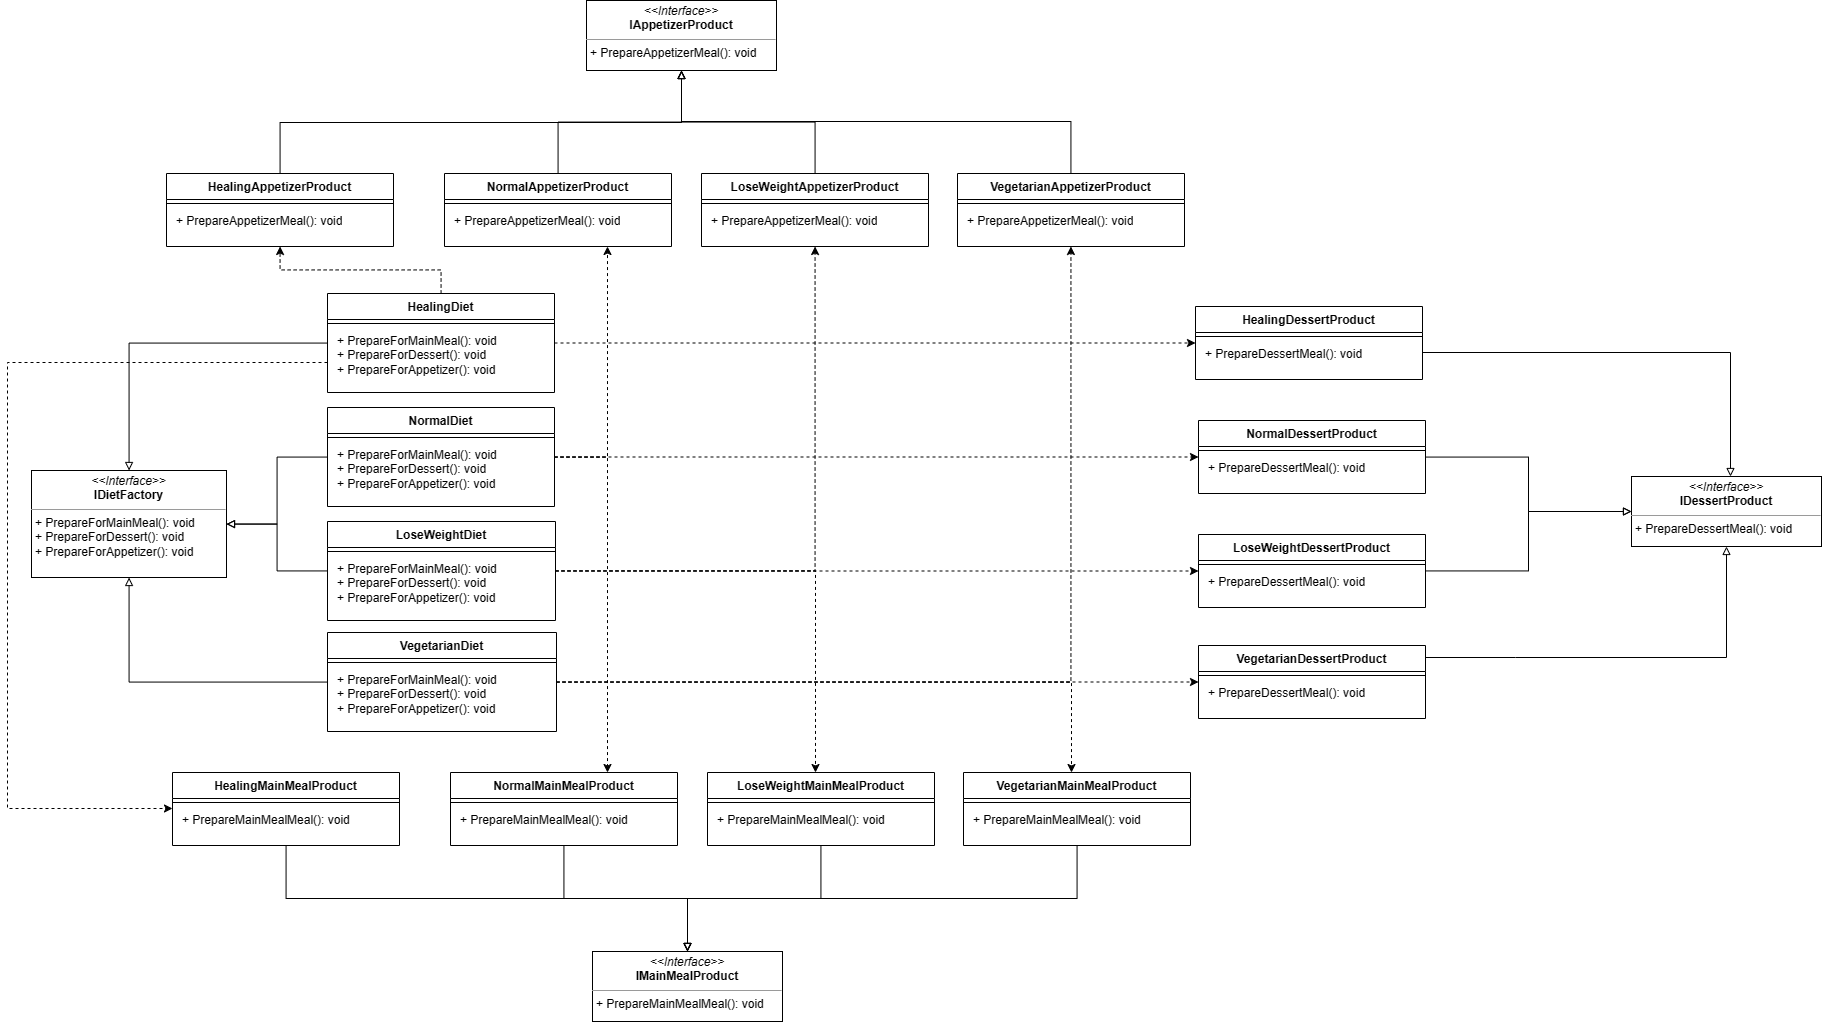 <<Interface>>
IAppetizerProduct
+ PrepareAppetizerMeal(): void
HealingAppetizerProduct
+ PrepareAppetizerMeal(): void
NormalAppetizerProduct
+ PrepareAppetizerMeal(): void
LoseWeightAppetizerProduct
+ PrepareAppetizerMeal(): void
VegetarianAppetizerProduct
+ PrepareAppetizerMeal(): void
HealingDiet
+ PrepareForMainMeal(): void
+ PrepareForDessert(): void
+ PrepareForAppetizer(): void
HealingDessertProduct
+ PrepareDessertMeal(): void
NormalDiet
+ PrepareForMainMeal(): void
+ PrepareForDessert(): void
+ PrepareForAppetizer(): void
NormalDessertProduct
+ PrepareDessertMeal(): void
<<Interface>>
IDietFactory
+ PrepareForMainMeal(): void
+ PrepareForDessert(): void
+ PrepareForAppetizer(): void
<<Interface>>
IDessertProduct
+ PrepareDessertMeal(): void
LoseWeightDiet
+ PrepareForMainMeal(): void
+ PrepareForDessert(): void
+ PrepareForAppetizer(): void
LoseWeightDessertProduct
+ PrepareDessertMeal(): void
VegetarianDiet
+ PrepareForMainMeal(): void
+ PrepareForDessert(): void
+ PrepareForAppetizer(): void
VegetarianDessertProduct
+ PrepareDessertMeal(): void
HealingMainMealProduct
+ PrepareMainMealMeal(): void
NormalMainMealProduct
+ PrepareMainMealMeal(): void
LoseWeightMainMealProduct
+ PrepareMainMealMeal(): void
VegetarianMainMealProduct
+ PrepareMainMealMeal(): void
<<Interface>>
IMainMealProduct
+ PrepareMainMealMeal(): void